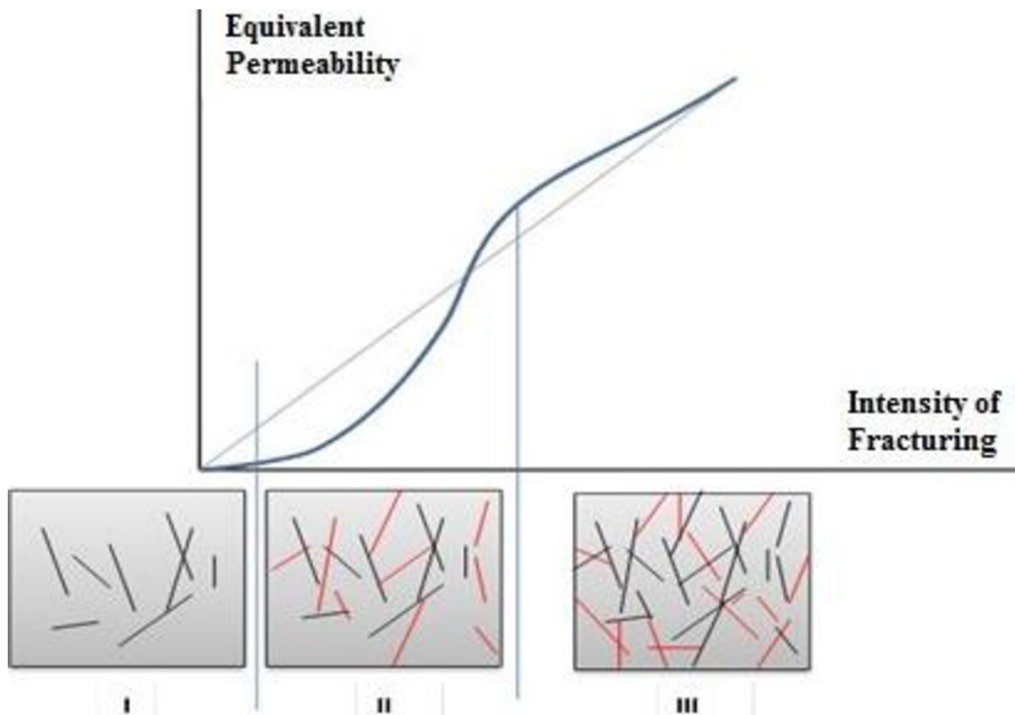 Equivalent
Permeability
Intensity of
Fracturing
I
II
III